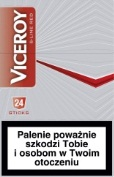 VICEROY
24
STICKS
Palenie poważnie
szkodzi Tobie
i osobom w Twoim
otoczeniu